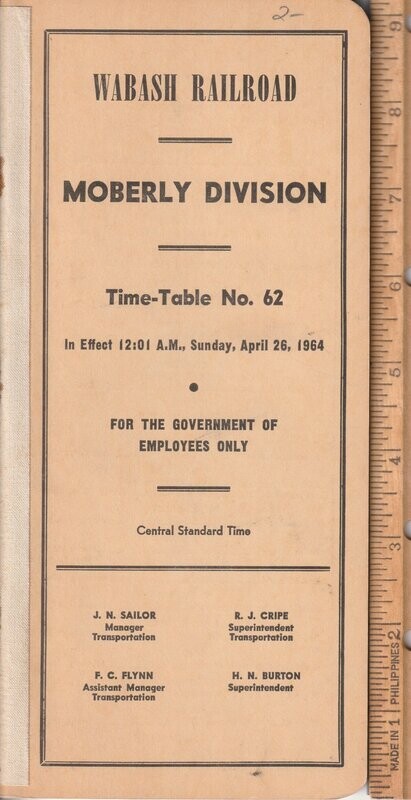 2-
WABASH RAILROAD
MOBERLY DIVISION
Time-Table No. 62
In Effect 12:01 A.M., Sunday, April 26, 1964
FOR THE GOVERNMENT OF
EMPLOYEES ONLY
Central Standard Time
J. N. SAILOR
Manager
Transportation
R. J. CRIPE
Superintendent
Transportation
F. C. FLYNN
Assistant Manager
Transportation
H. N. BURTON
Superintendent
MADE IN PHILIPPINES
1
2
3
4
5
6
7
8
9